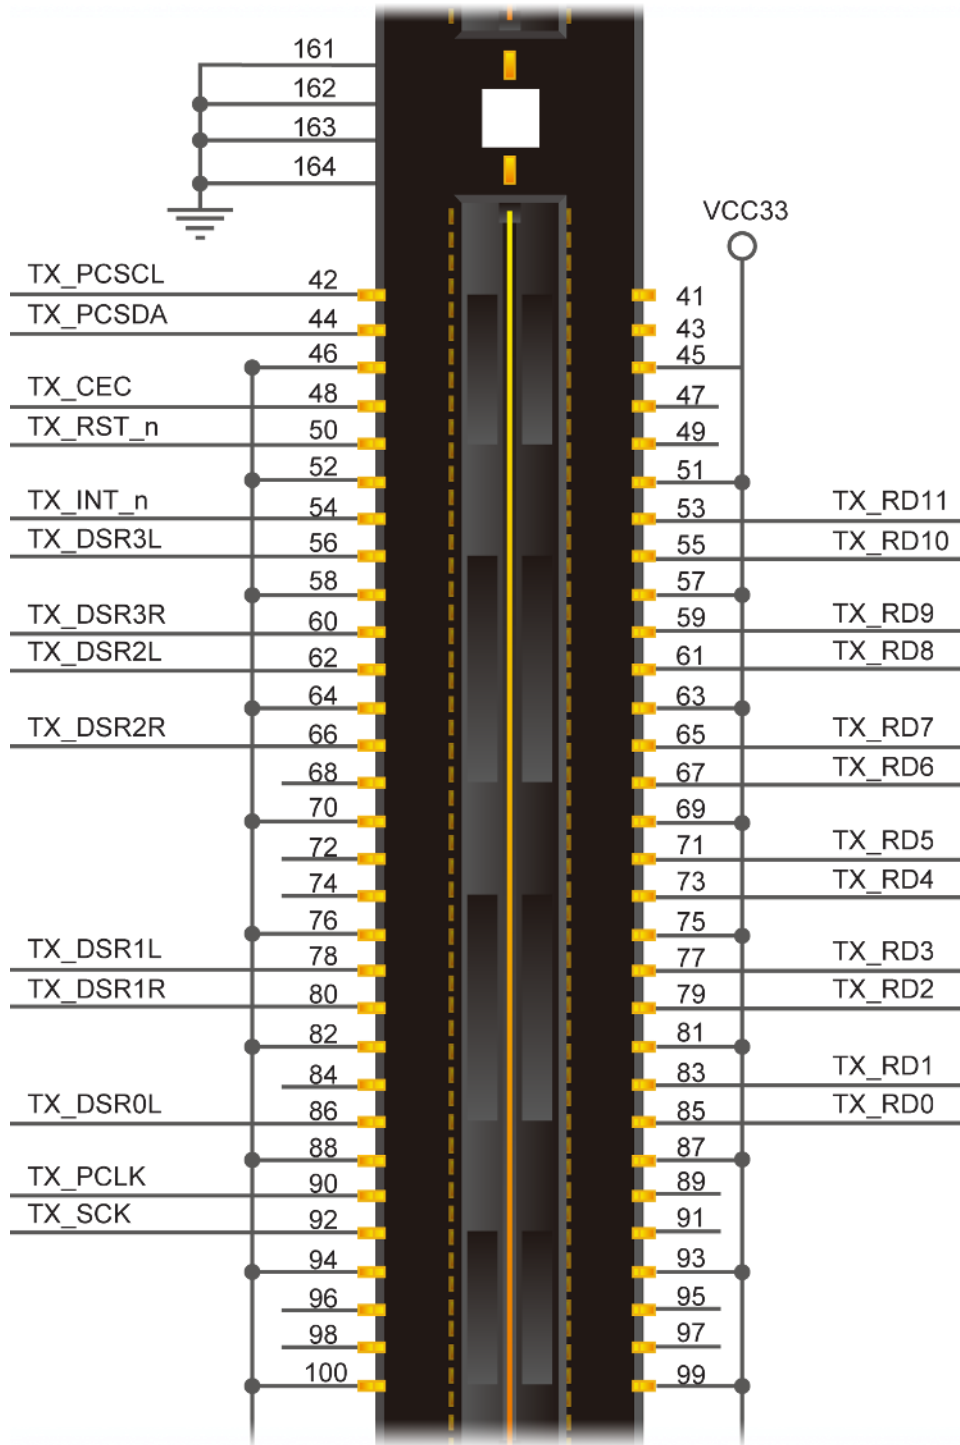 161
162
163
164
VCC33
TX_PCSCL 42 41
TX_PCSDA 44 43
46 45
TX_CEC 48 47
TX_RST_n 50 49
52 51
TX_INT_n 54 53 TX_RD11
TX_DSR3L 56 55 TX_RD10
58 57
TX_DSR3R 60 59 TX_RD9
TX_DSR2L 62 61 TX_RD8
64 63
TX_DSR2R 66 65 TX_RD7
68 67 TX_RD6
70 69
72 71 TX_RD5
74 73 TX_RD4
76 75
TX_DSR1L 78 77 TX_RD3
TX_DSR1R 80 79 TX_RD2
82 81
84 83 TX_RD1
TX_DSR0L 86 85 TX_RD0
88 87
TX_PCLK 90 89
TX_SCK 92 91
94 93
96 95
98 97
100 99